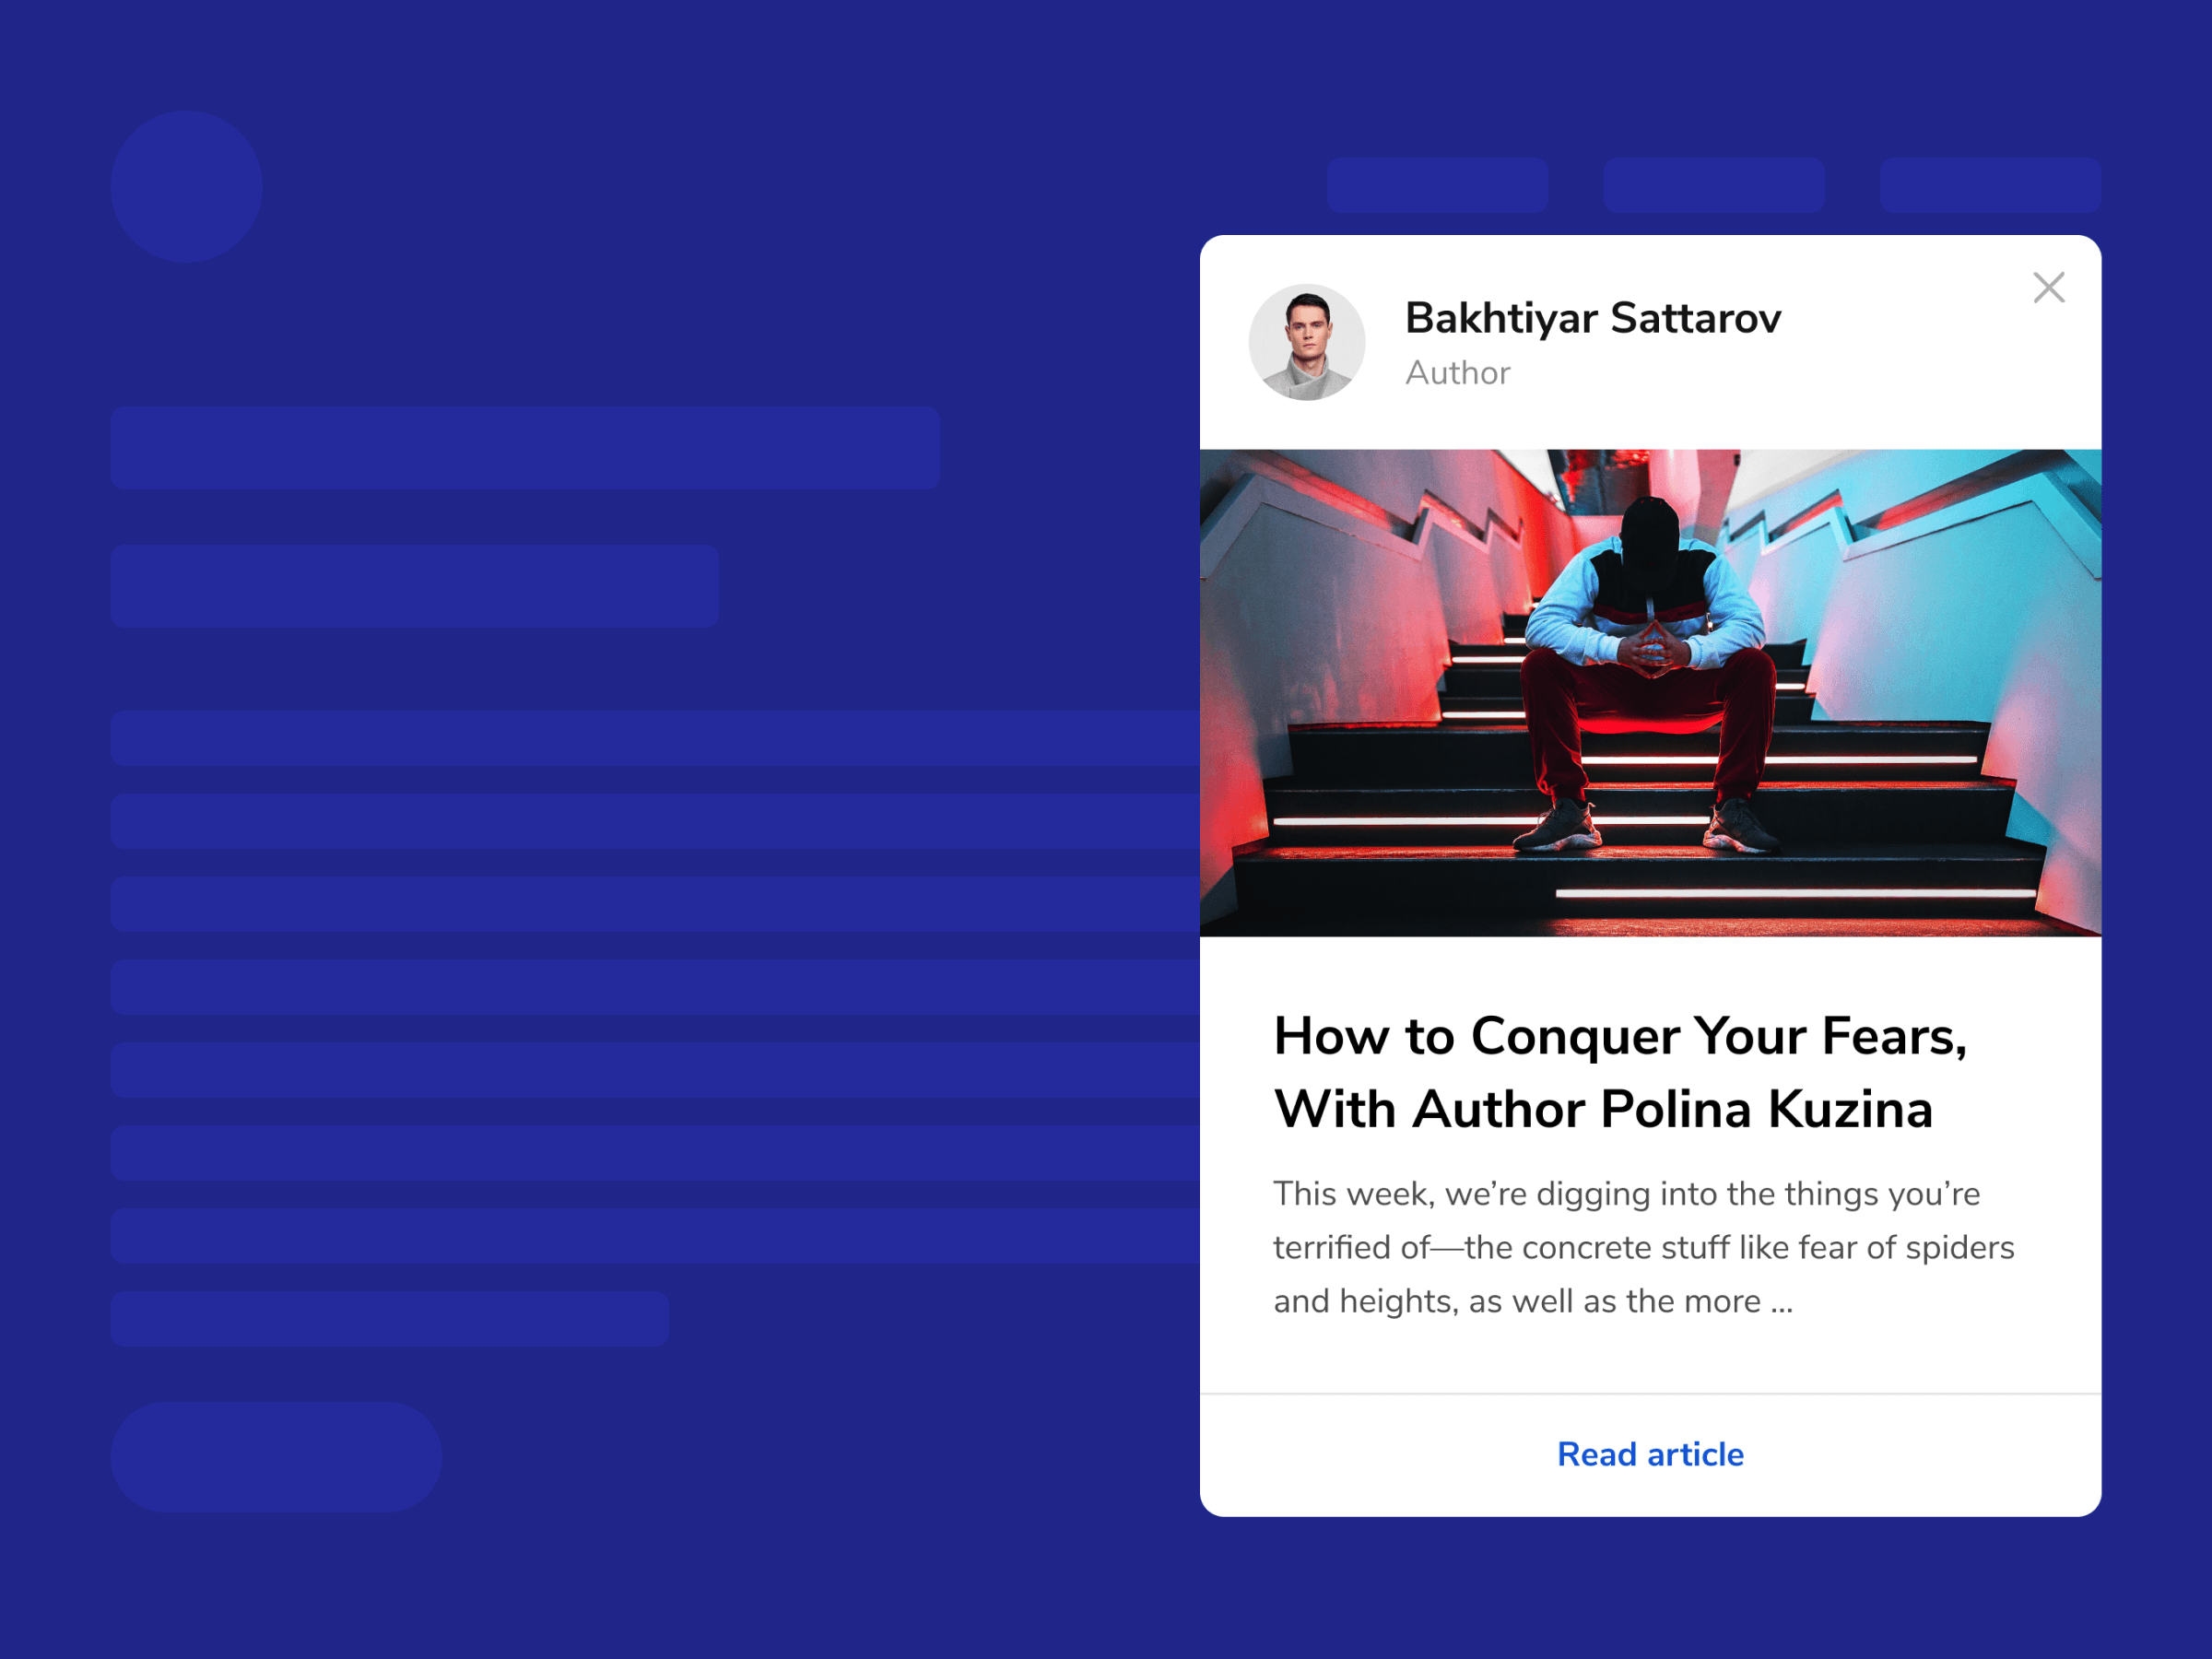 Bakhtiyar Sattarov
Author
How to Conquer Your Fears,
With Author Polina Kuzina
This week, we’re digging into the things you’re
terrified of—the concrete stuff like fear of spiders
and heights, as well as the more ...
Read article